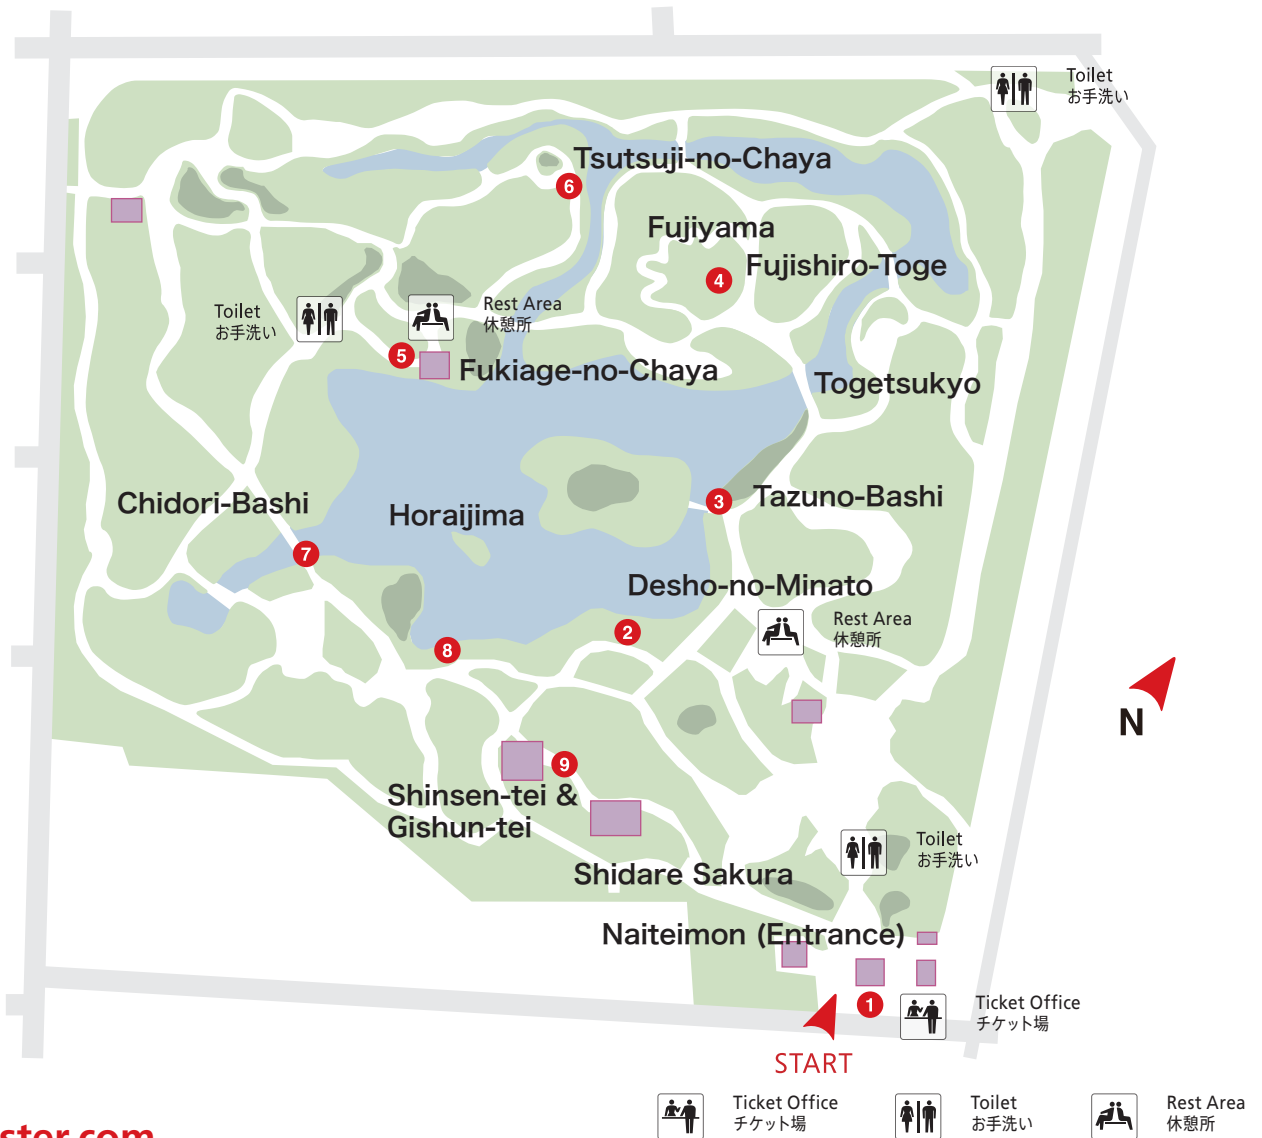 Toilet
お手洗い
Tsutsuji-no-Chaya
6
Fujiyama
4
Fujishiro-Toge
Toilet
お手洗い
Rest Area
休憩所
5
Fukiage-no-Chaya
Togetsukyo
Chidori-Bashi
Horaijima
3
Tazuno-Bashi
7
Desho-no-Minato
2
Rest Area
休憩所
8
N
9
Shinsen-tei &
Gishun-tei
Toilet
お手洗い
Shidare Sakura
Naiteimon (Entrance)
1
Ticket Office
チケット場
START
Ticket Office
チケット場
Toilet
お手洗い
Rest Area
休憩所
ster.com